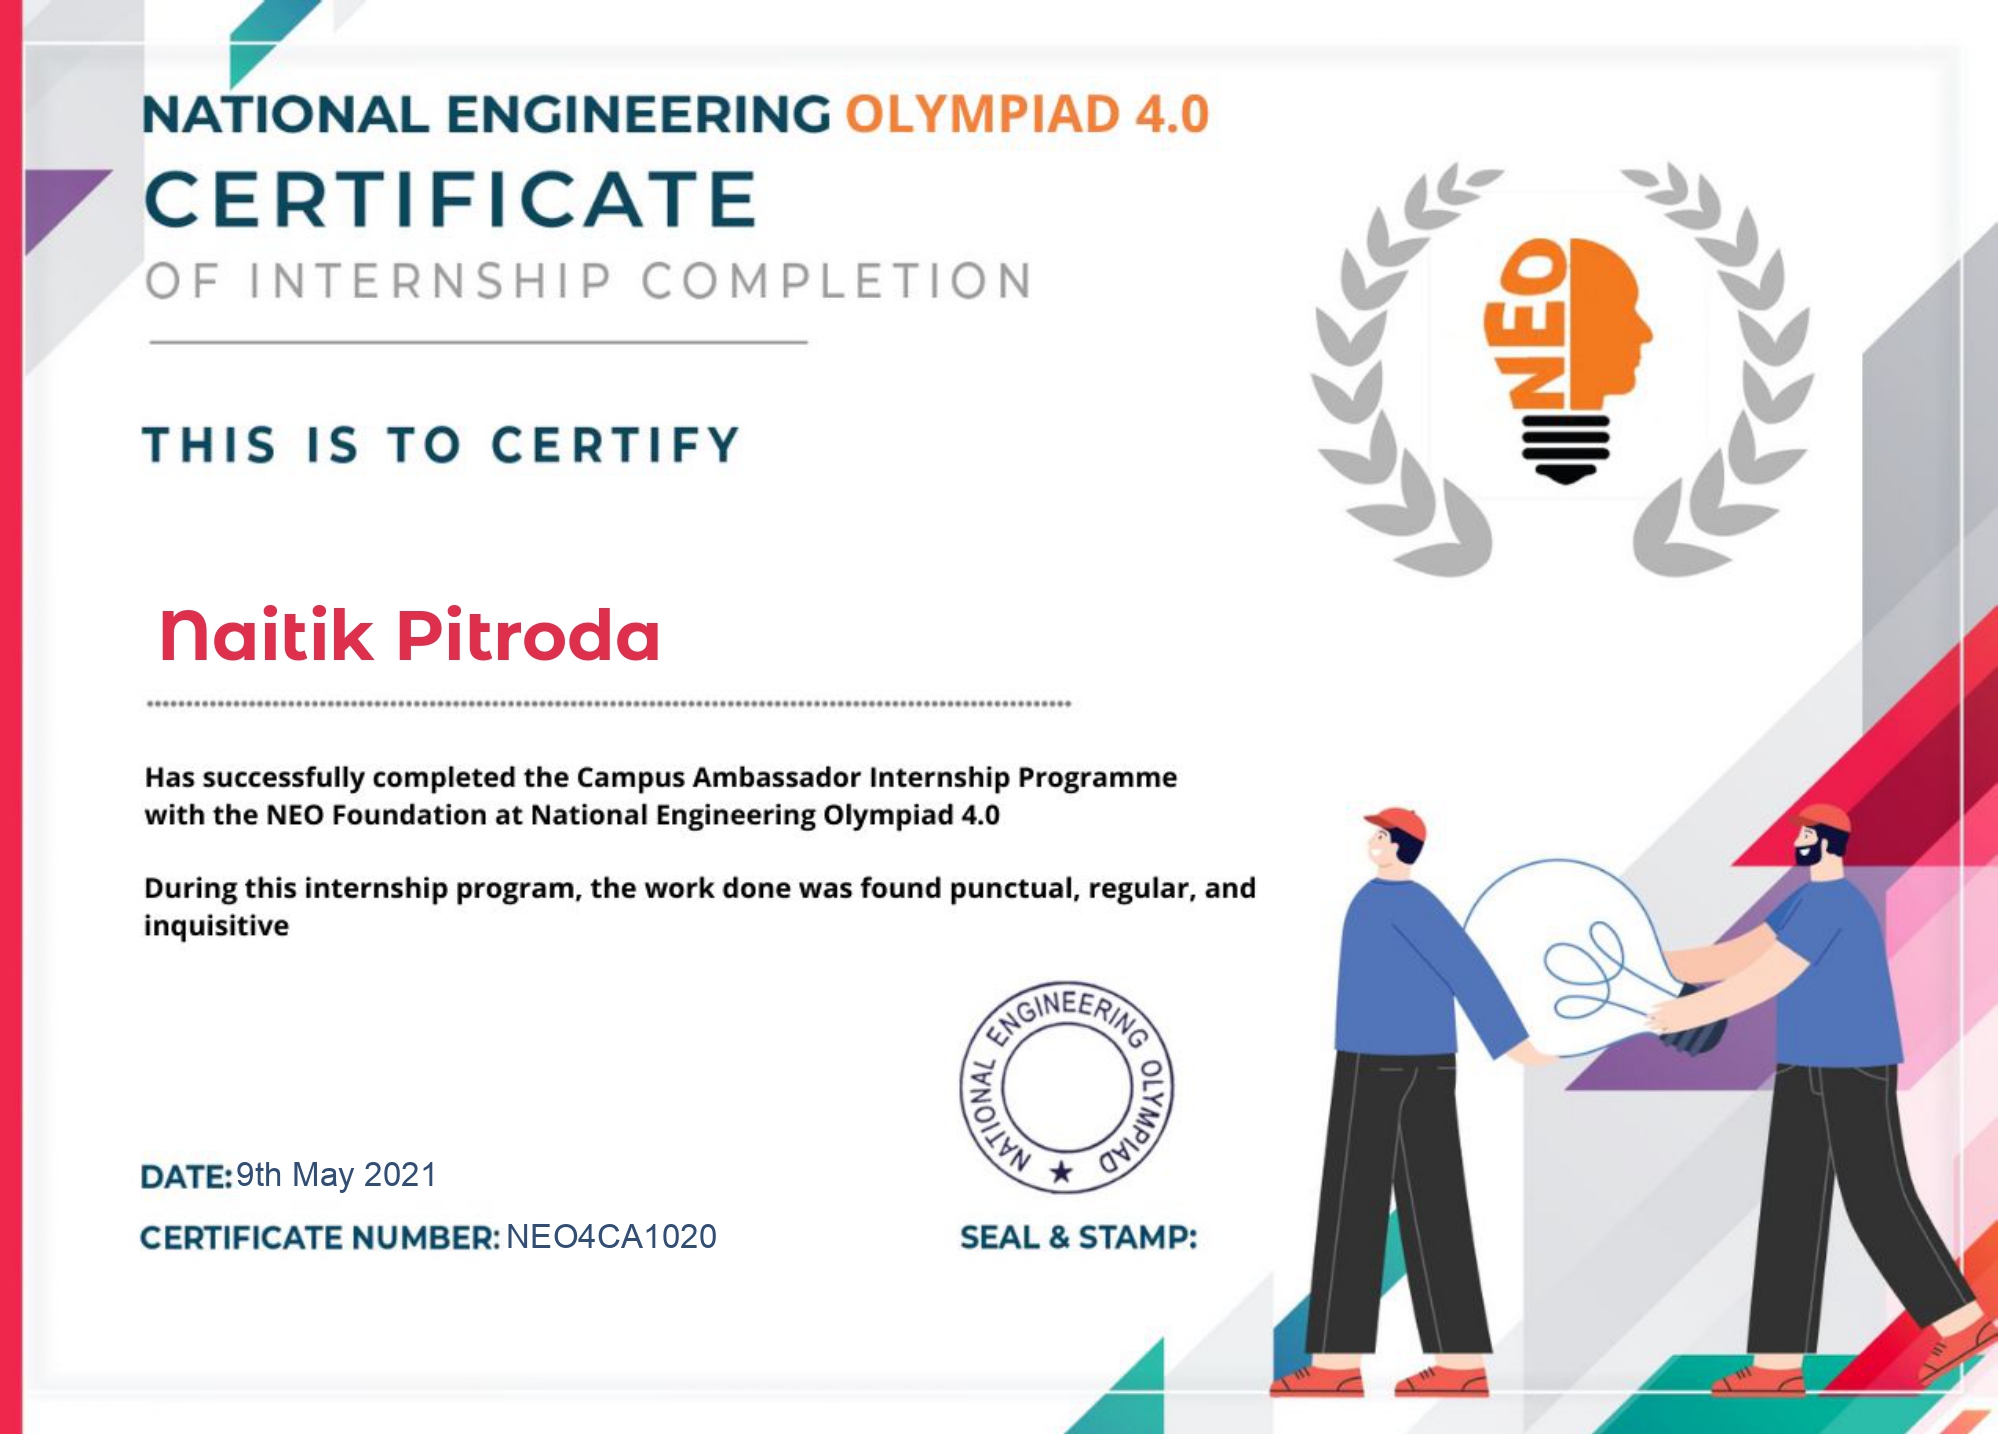 NATIONAL ENGINEERING OLYMPIAD 4.0
CERTIFICATE
OF INTERNSHIP COMPLETION
NEO
THIS IS TO CERTIFY
Naitik Pitroda
Has successfully completed the Campus Ambassador Internship Programme
with the NEO Foundation at National Engineering Olympiad 4.0
During this internship program, the work done was found punctual, regular, and
inquisitive
NATIONAL ENGINEERING OLYMPIAD
DATE: 9th May 2021
CERTIFICATE NUMBER: NEO4CA1020
SEAL & STAMP: